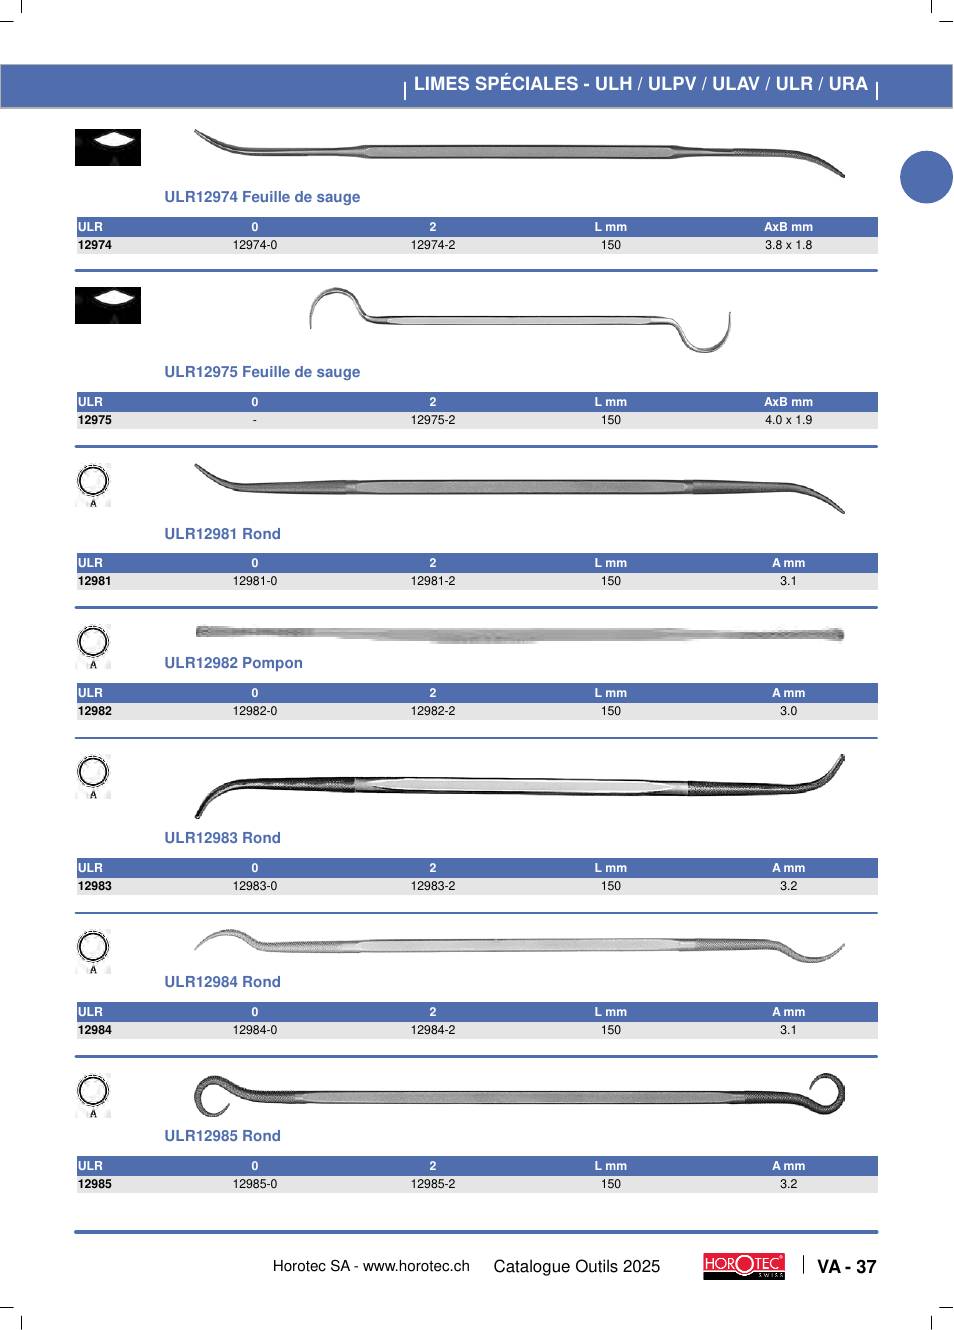 LIMES SPÉCIALES - ULH / ULPV / ULAV / ULR / URA
ULR12974 Feuille de sauge
ULR 0 2 L mm AxB mm
12974 12974-0 12974-2 150 3.8 x 1.8
ULR12975 Feuille de sauge
ULR 0 2 L mm AxB mm
12975 - 12975-2 150 4.0 x 1.9
A
ULR12981 Rond
ULR 0 2 L mm A mm
12981 12981-0 12981-2 150 3.1
A
ULR12982 Pompon
ULR 0 2 L mm A mm
12982 12982-0 12982-2 150 3.0
A
ULR12983 Rond
ULR 0 2 L mm A mm
12983 12983-0 12983-2 150 3.2
A
ULR12984 Rond
ULR 0 2 L mm A mm
12984 12984-0 12984-2 150 3.1
A
ULR12985 Rond
ULR 0 2 L mm A mm
12985 12985-0 12985-2 150 3.2
Horotec SA - www.horotec.ch Catalogue Outils 2025 HOROTEC® SWISS VA - 37